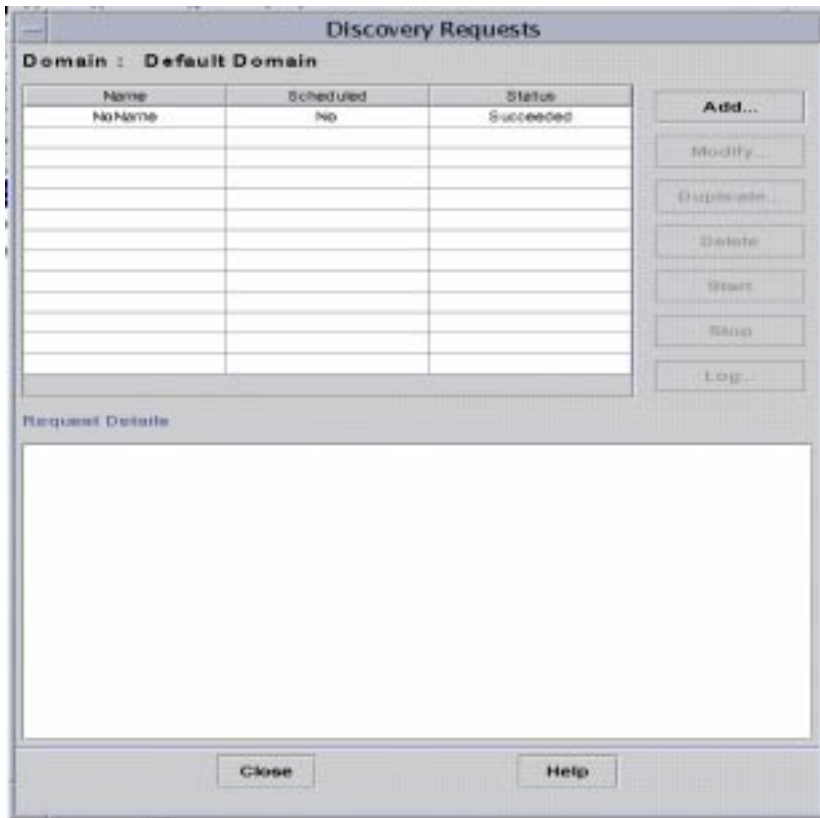 Discovery Requests
Domain : Default Domain
Name Scheduled Status
NoName No Succeeded
Add...
Modify...
Duplicate...
Delete
Start
Stop
Log...
Request Details
Close Help